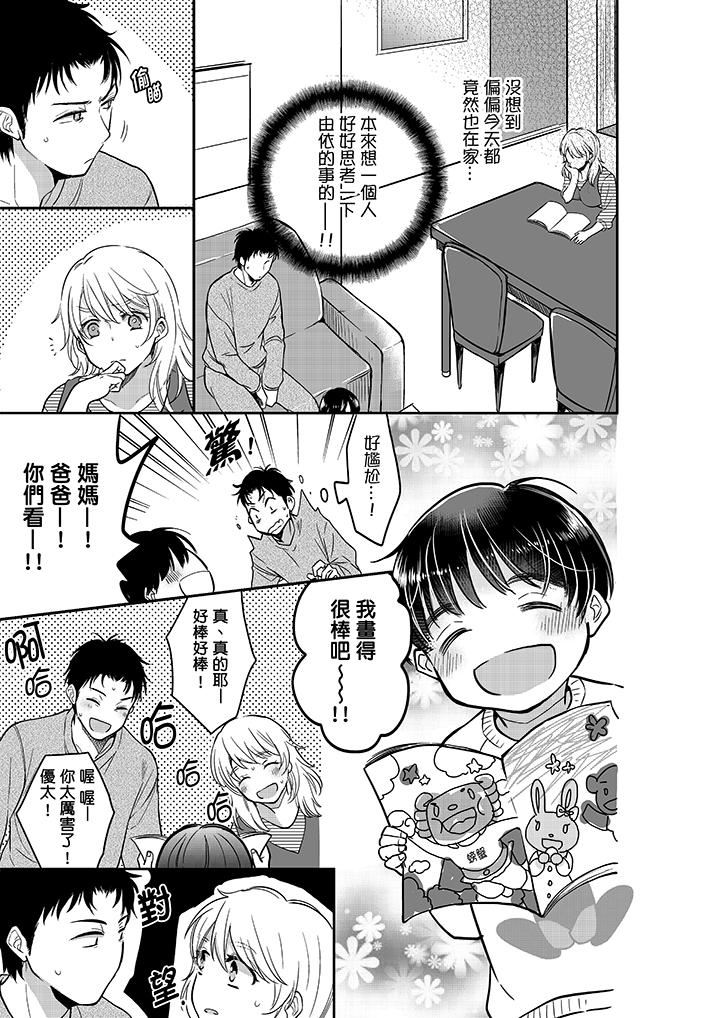 沒想到
偏偏今天都
竟然也在家…
本來想一個人
好好思考一下
由依的事的—!!
偷瞄
好尷尬…!
驚!
媽媽—!
爸爸—!
你們看—!!
我畫得
很棒吧～～!!
螃蟹
真、真的耶—
好棒好棒!
啊
哈
哈
哈
喔喔—
你太厲害了!
優太!
對
望!